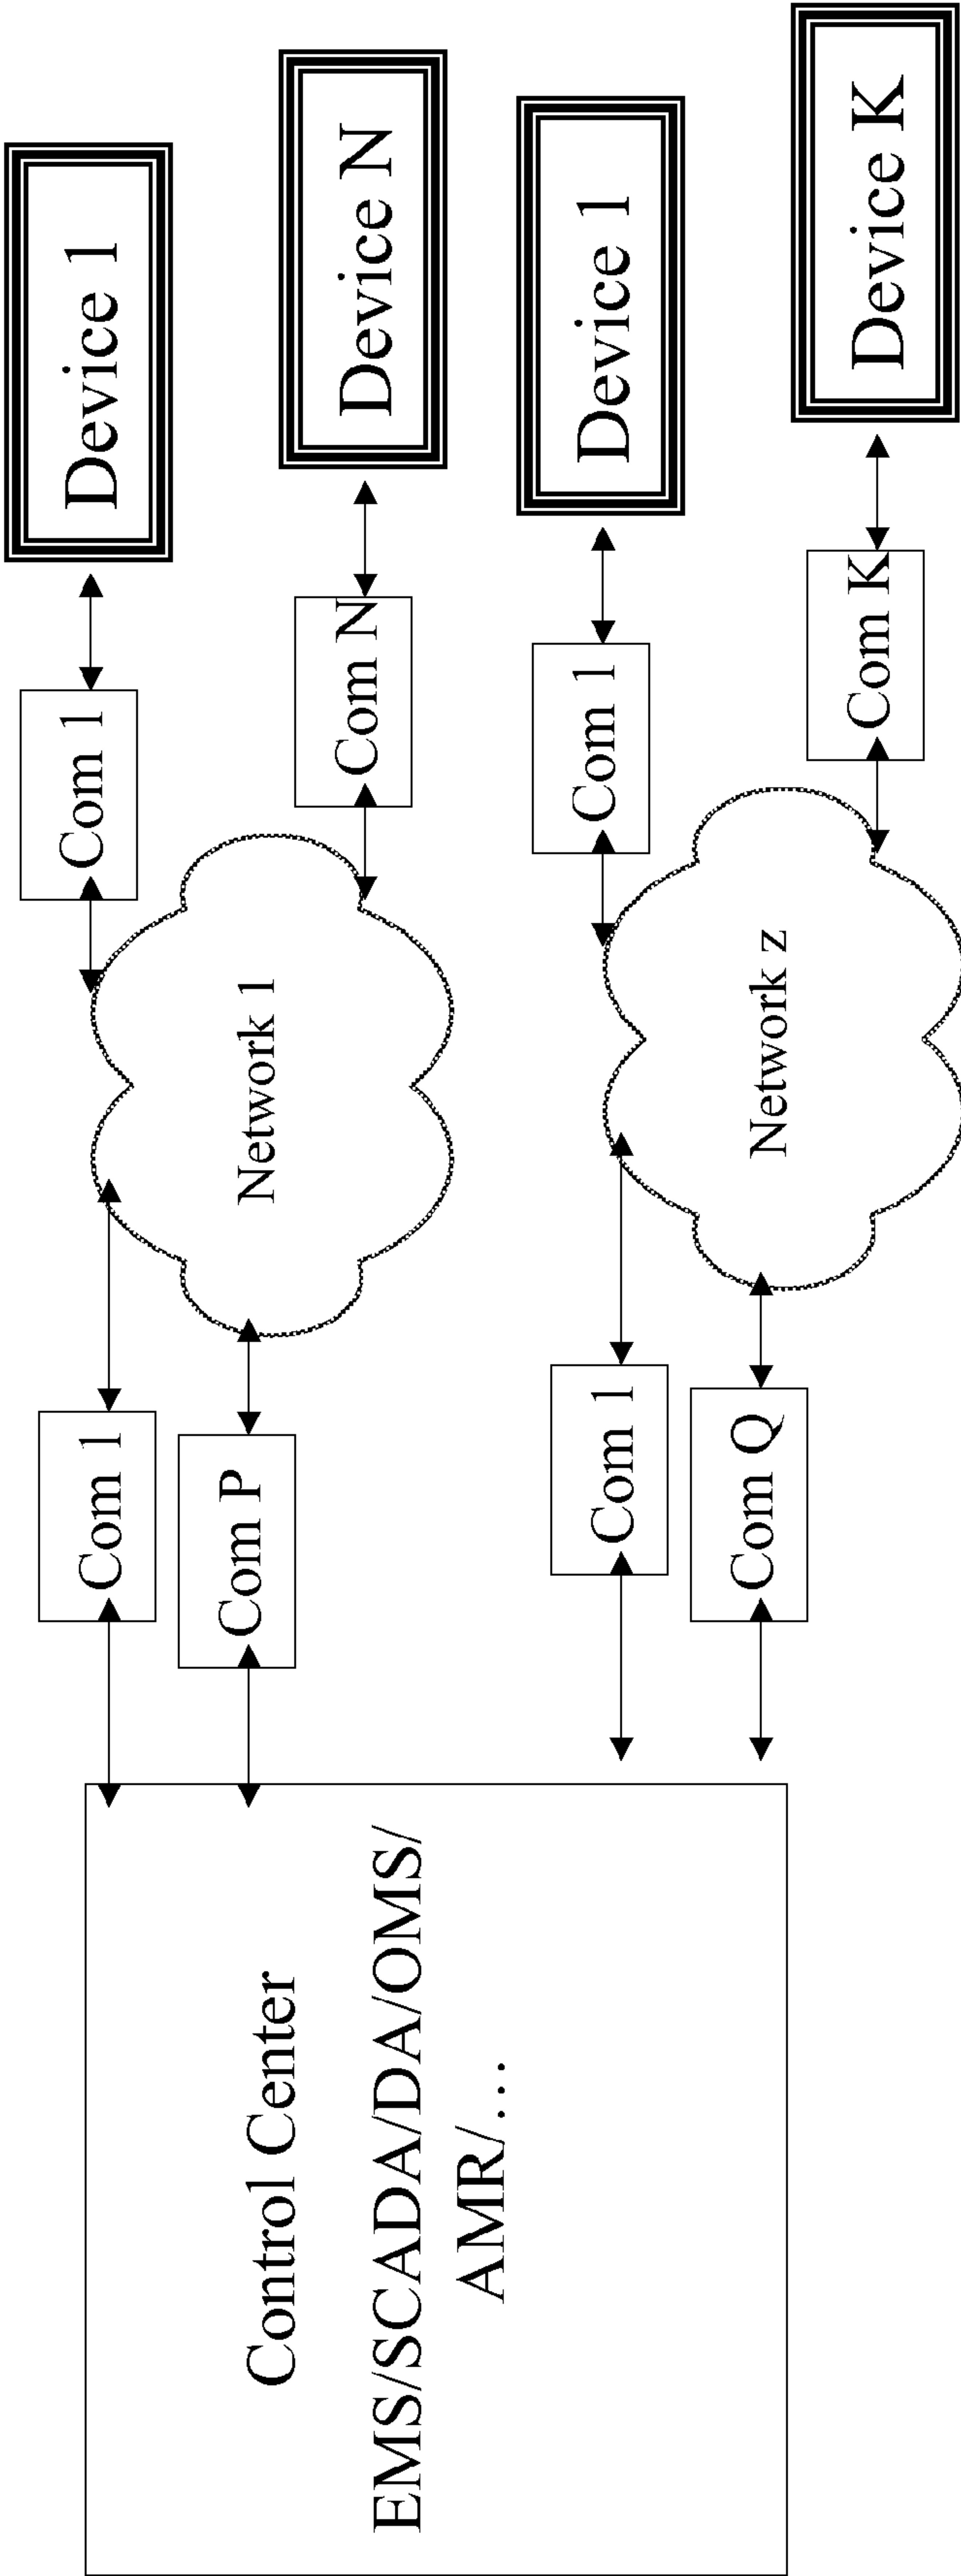 Control Center
EMS/SCADA/DA/OMS/
AMR/....
Com 1
Com P
Network 1
Com 1
Device 1
Com N
Device N
Com 1
Com Q
Network z
Com 1
Device 1
Com K
Device K